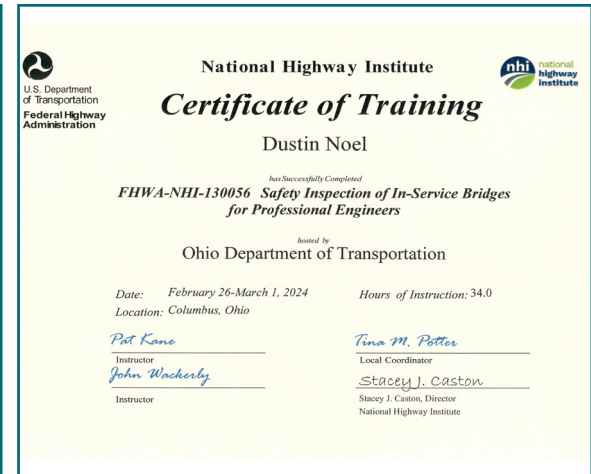 U.S. Department
of Transportation
Federal Highway
Administration
National Highway Institute
nhi national
highway
institute
Certificate of Training
Dustin Noel
has Successfully Completed
FHWA-NHI-130056 Safety Inspection of In-Service Bridges
for Professional Engineers
hosted by
Ohio Department of Transportation
Date: February 26-March 1, 2024
Location: Columbus, Ohio
Hours of Instruction: 34.0
Pat Kane
Instructor
John Wackerly
Instructor
Tina M. Potter
Local Coordinator
Stacey J. Caston
Stacey J. Caston, Director
National Highway Institute